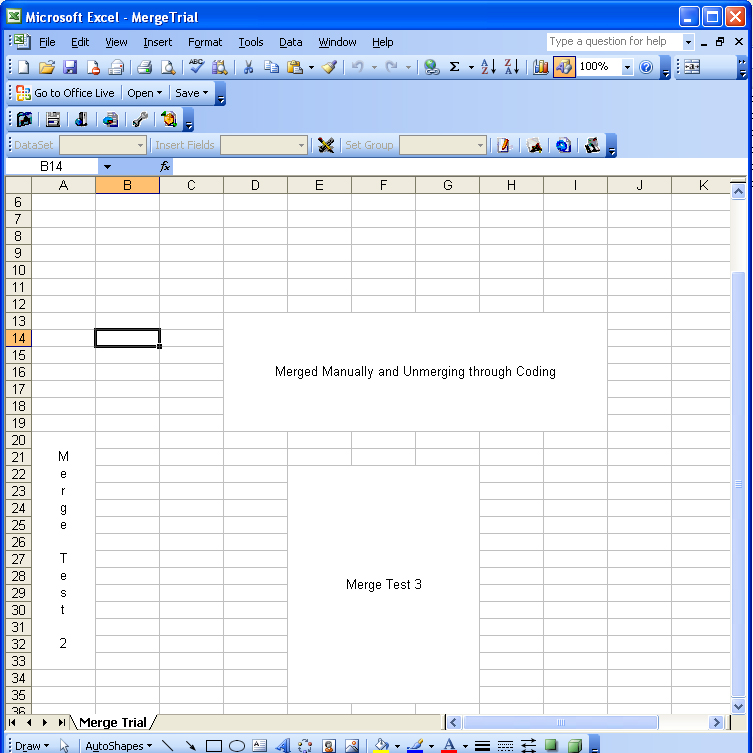 Microsoft Excel - MergeTrial
File Edit View Insert Format Tools Data Window Help Type a question for help
Σ 100%
Go to Office Live Open Save
DataSet Insert Fields Set Group
B14 fx
A B C D E F G H I J K
6
7
8
9
10
11
12
13
14
15
16 Merged Manually and Unmerging through Coding
17
18
19
20
21 M
22 e
23 r
24 g
25 e
26
27 T
28 e Merge Test 3
29 s
30 t
31
32 2
33
34
35
36
Merge Trial
Draw AutoShapes